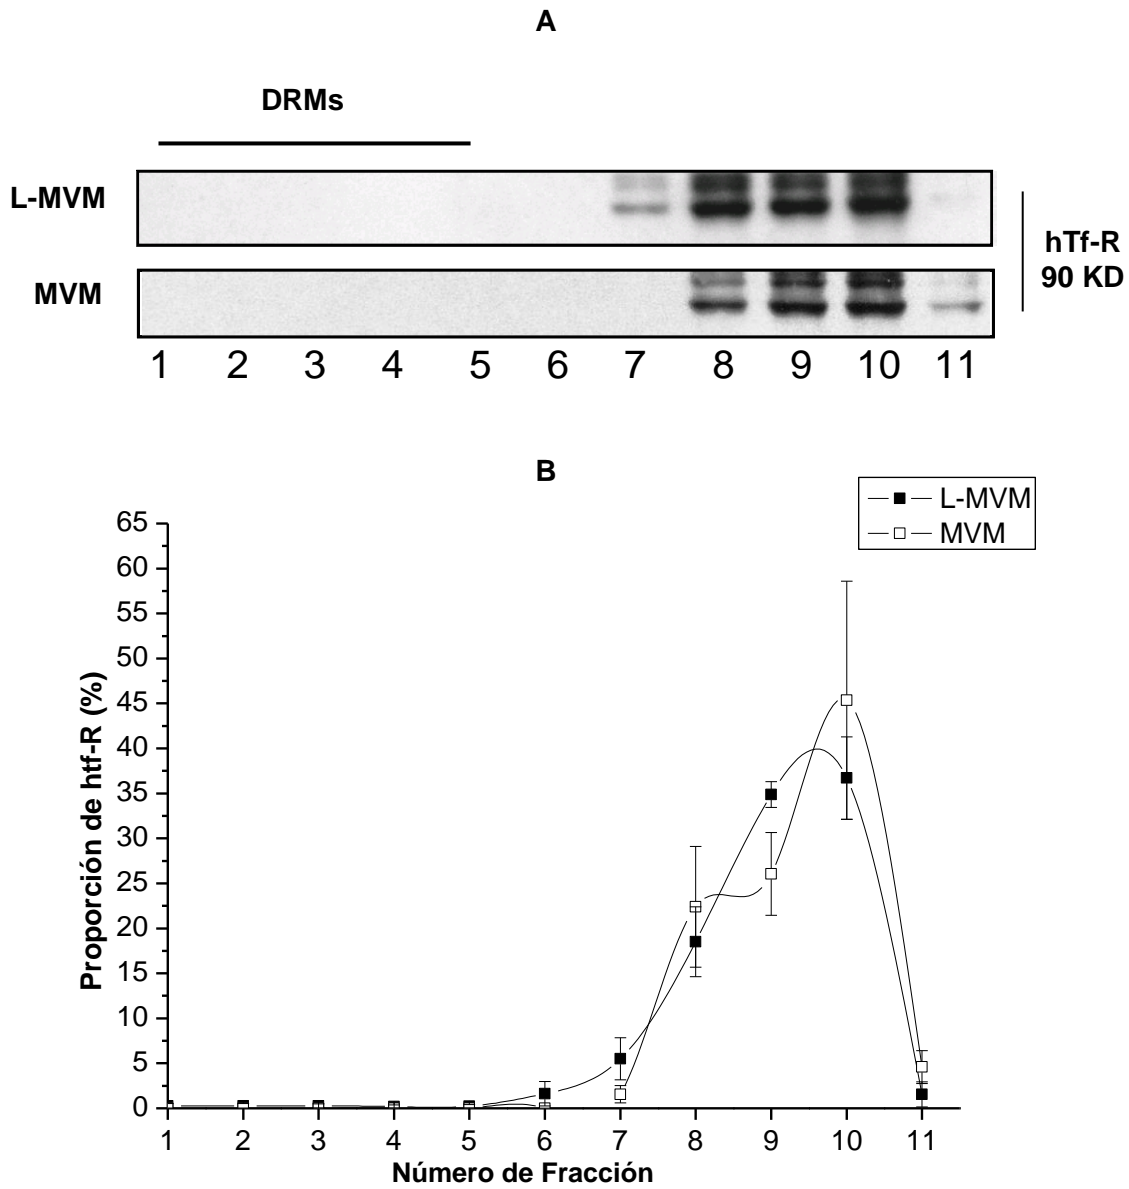 A
DRMs
L-MVM
MVM
hTf-R
90 KD
1 2 3 4 5 6 7 8 9 10 11
B
L-MVM
MVM
65
60
55
50
45
40
35
30
25
20
15
10
5
0
Proporción de htf-R (%)
1 2 3 4 5 6 7 8 9 10 11
Número de Fracción